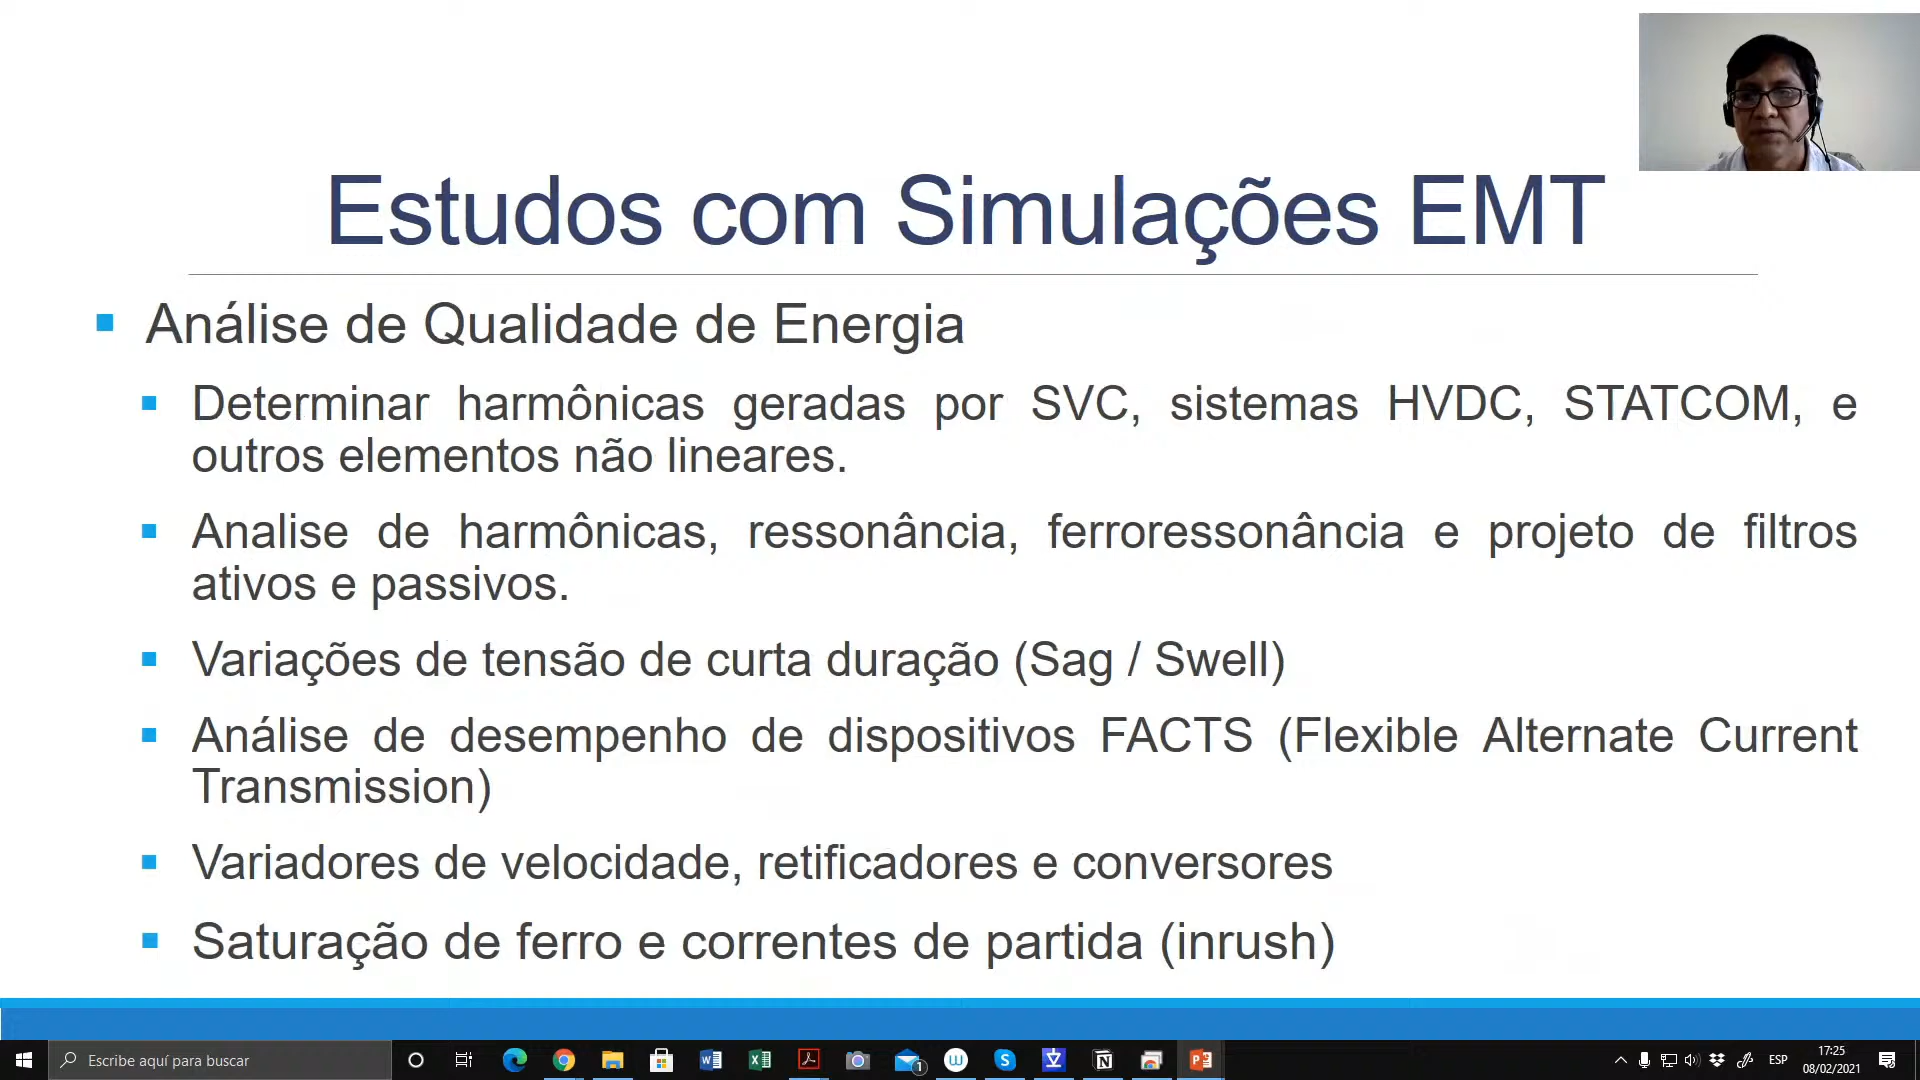 Estudos com Simulações EMT
Análise de Qualidade de Energia
Determinar harmônicas geradas por SVC, sistemas HVDC, STATCOM, e
outros elementos não lineares.
Analise de harmônicas, ressonância, ferroressonância e projeto de filtros
ativos e passivos.
Variações de tensão de curta duração (Sag / Swell)
Análise de desempenho de dispositivos FACTS (Flexible Alternate Current
Transmission)
Variadores de velocidade, retificadores e conversores
Saturação de ferro e correntes de partida (inrush)
Escribe aquí para buscar
1
ESP
17:25
08/02/2021